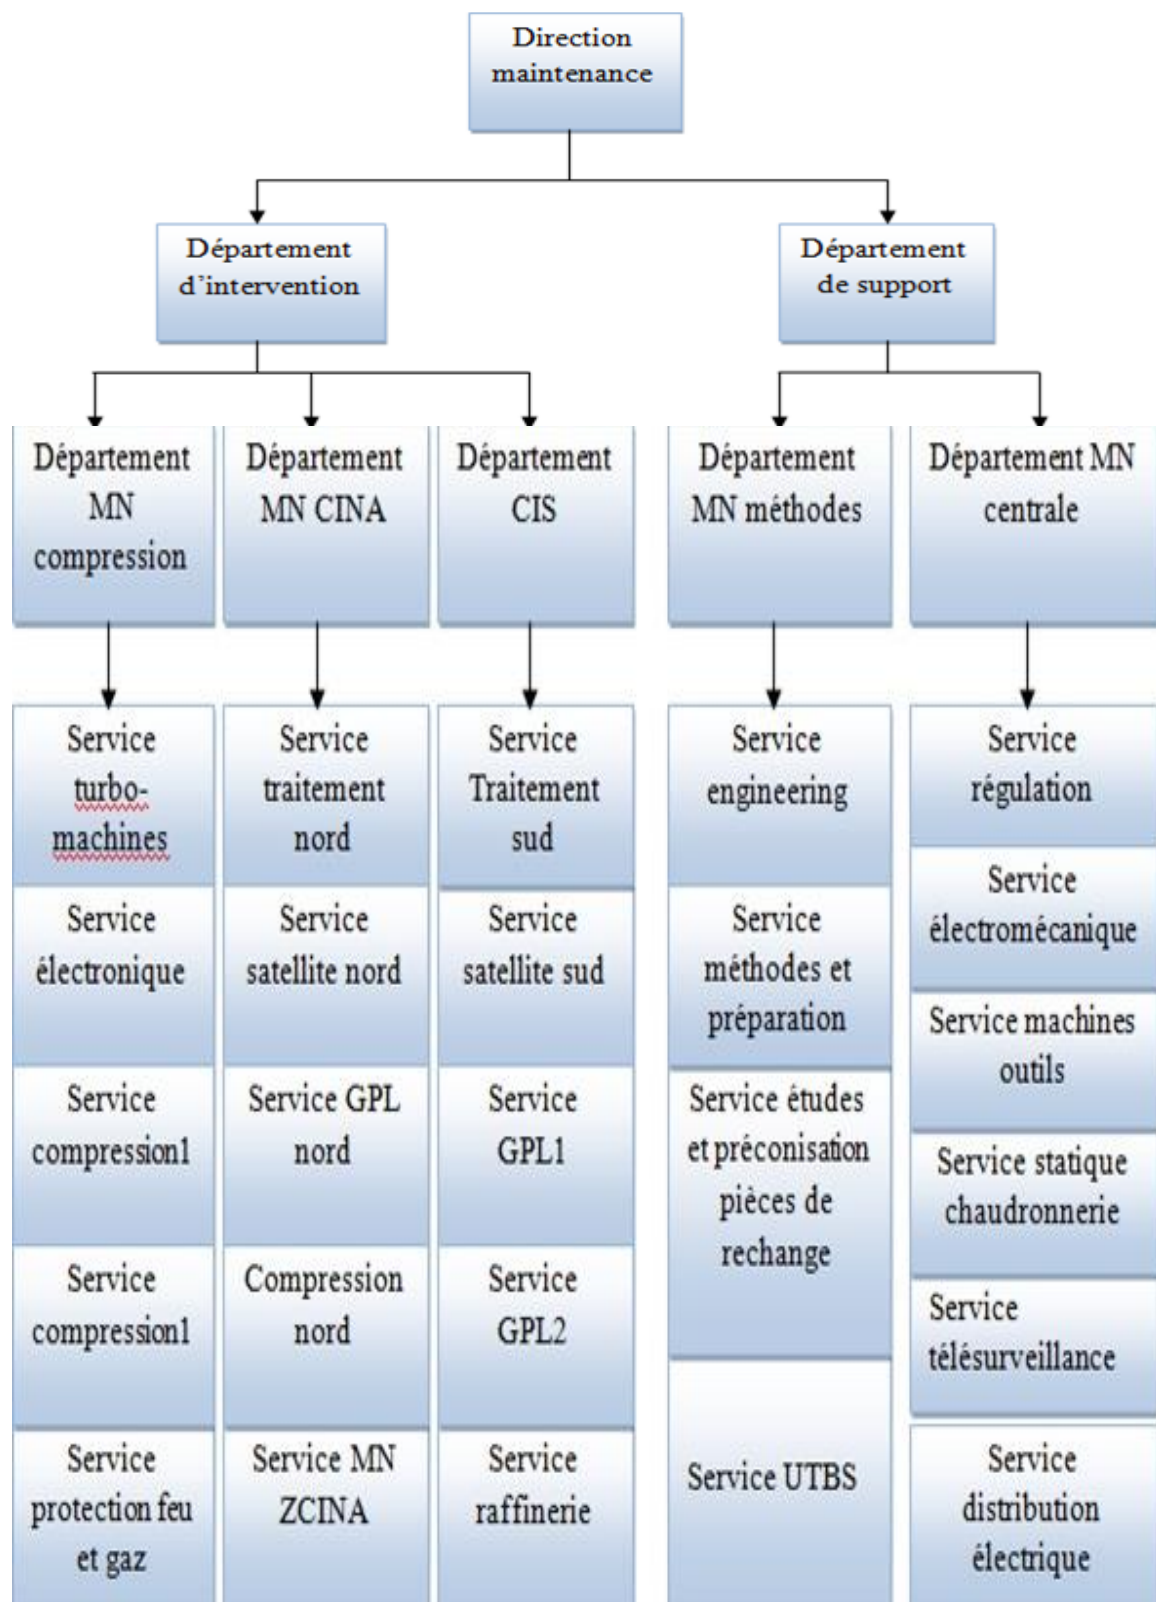 Direction
maintenance
Département
d’intervention
Département
de support
Département
MN
compression
Département
MN CINA
Département
CIS
Département
MN méthodes
Département MN
centrale
Service
turbo-
machines
Service
électronique
Service
compression1
Service
compression1
Service
protection feu
et gaz
Service
traitement
nord
Service
satellite nord
Service GPL
nord
Compression
nord
Service MN
ZCINA
Service
Traitement
sud
Service
satellite sud
Service
GPL1
Service
GPL2
Service
raffinerie
Service
engineering
Service
méthodes et
préparation
Service études
et préconisation
pièces de
rechange
Service UTBS
Service
régulation
Service
électromécanique
Service machines
outils
Service statique
chaudronnerie
Service
télésurveillance
Service
distribution
électrique